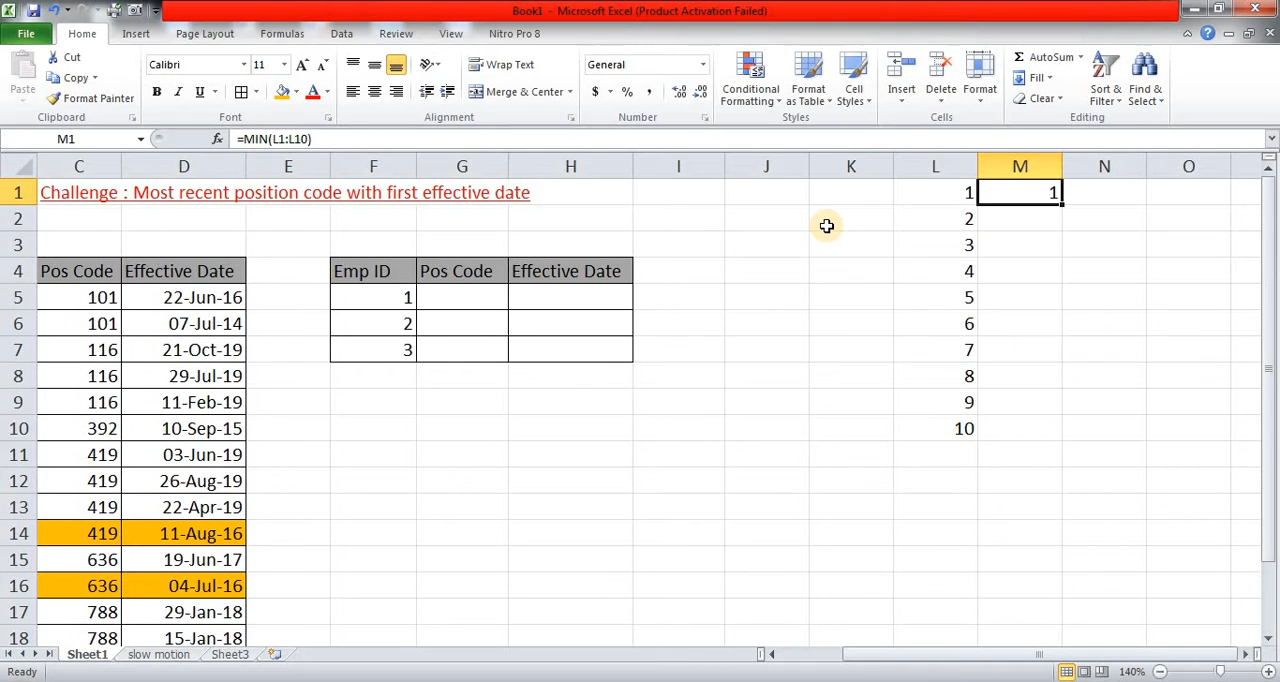 Book1 - Microsoft Excel (Product Activation Failed)
File Home Insert Page Layout Formulas Data Review View Nitro Pro 8
Paste
Cut
Copy
Format Painter
Clipboard
Calibri 11
B I U
Font
Wrap Text
Merge & Center
Alignment
General
$ % ,
Number
Conditional Formatting
Format as Table
Cell Styles
Styles
Insert Delete Format
Cells
Σ AutoSum
Fill
Clear
Sort & Filter
Find & Select
Editing
M1 fx =MIN(L1:L10)
C D E F G H I J K L M N O
1 Challenge : Most recent position code with first effective date 1 1
2 2
3 3
4 Pos Code Effective Date Emp ID Pos Code Effective Date 4
5 101 22-Jun-16 1 5
6 101 07-Jul-14 2 6
7 116 21-Oct-19 3 7
8 116 29-Jul-19 8
9 116 11-Feb-19 9
10 392 10-Sep-15 10
11 419 03-Jun-19
12 419 26-Aug-19
13 419 22-Apr-19
14 419 11-Aug-16
15 636 19-Jun-17
16 636 04-Jul-16
17 788 29-Jan-18
18 788 15-Jan-18
Sheet1 slow motion Sheet3
Ready 140%